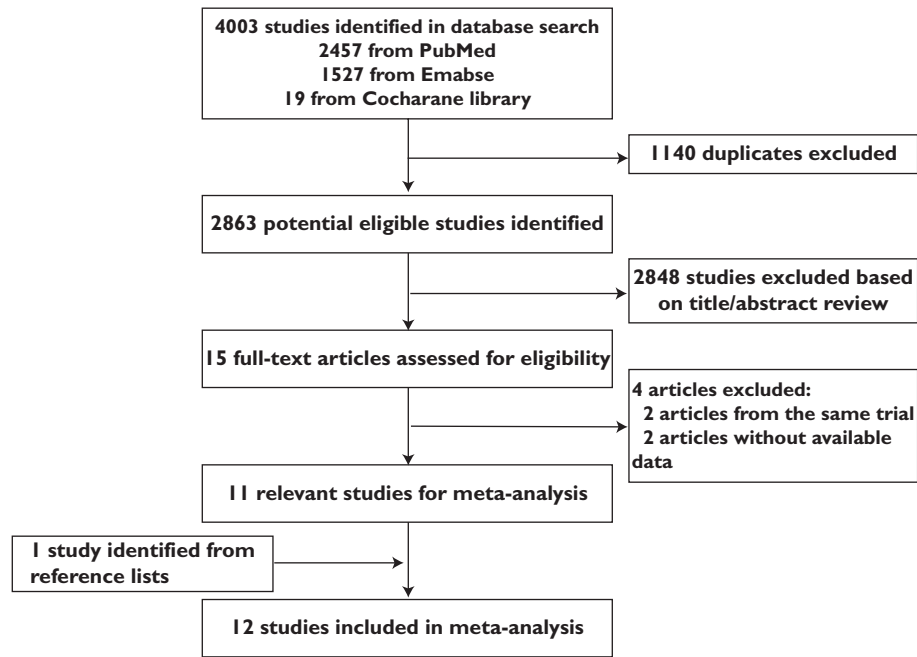 4003 studies identified in database search
2457 from PubMed
1527 from Emabse
19 from Cocharane library
1140 duplicates excluded
2863 potential eligible studies identified
2848 studies excluded based
on title/abstract review
15 full-text articles assessed for eligibility
4 articles excluded:
2 articles from the same trial
2 articles without available
data
11 relevant studies for meta-analysis
1 study identified from
reference lists
12 studies included in meta-analysis